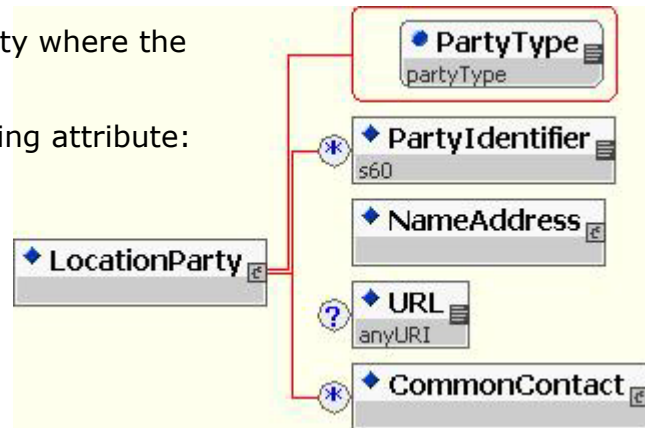 ty where the
ing attribute:
PartyType
partyType
PartyIdentifier
s60
NameAddress
LocationParty
? URL
anyURI
CommonContact